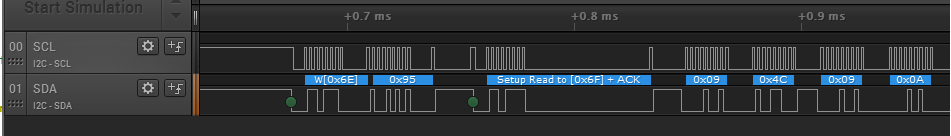 Start Simulation
+0.7 ms +0.8 ms +0.9 ms
00 SCL
I2C - SCL
W[0x6E] 0x95 Setup Read to [0x6F] + ACK 0x09 0x4C 0x09 0x0A
01 SDA
I2C - SDA